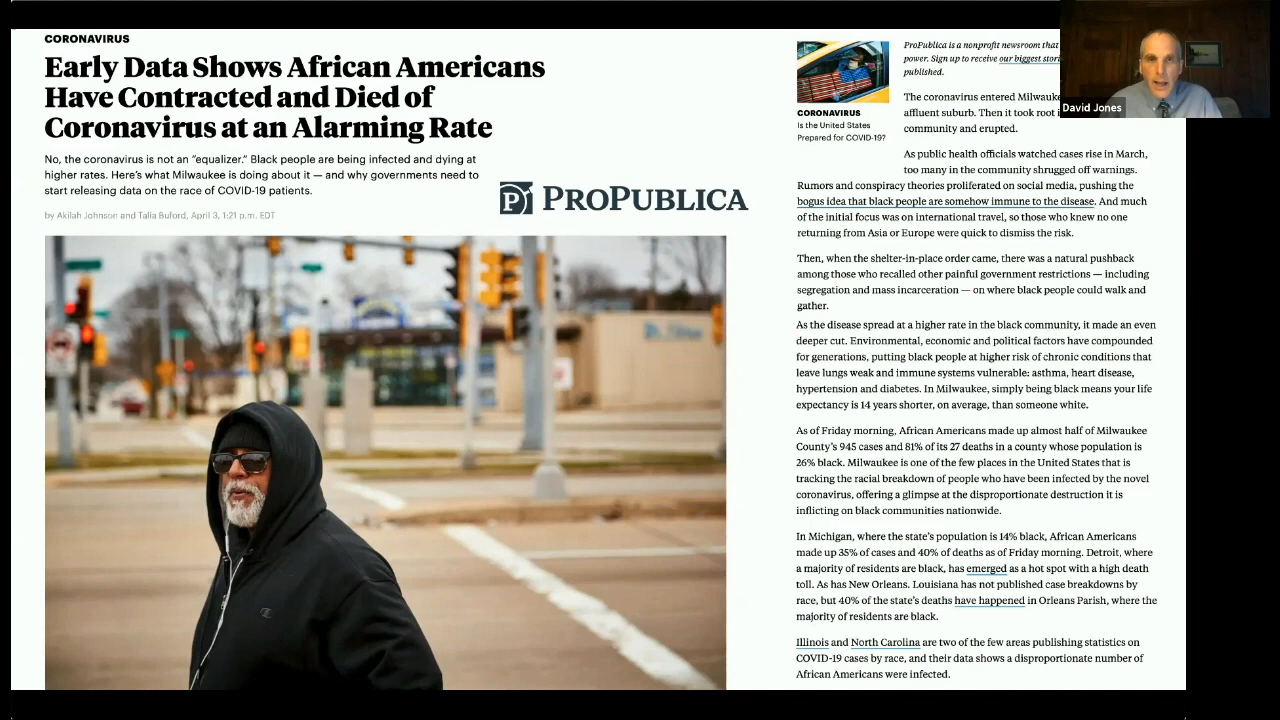 CORONAVIRUS
Early Data Shows African Americans
Have Contracted and Died of
Coronavirus at an Alarming Rate
No, the coronavirus is not an “equalizer.” Black people are being infected and dying at
higher rates. Here’s what Milwaukee is doing about it — and why governments need to
start releasing data on the race of COVID-19 patients.
by Akilah Johnson and Talia Buford, April 3, 1:21 p.m. EDT
P PROPUBLICA
CORONAVIRUS
Is the United States
Prepared for COVID-19?
ProPublica is a nonprofit newsroom that
power. Sign up to receive our biggest stori
published.
The coronavirus entered Milwauke
affluent suburb. Then it took root i
community and erupted.
As public health officials watched cases rise in March,
too many in the community shrugged off warnings.
Rumors and conspiracy theories proliferated on social media, pushing the
bogus idea that black people are somehow immune to the disease. And much
of the initial focus was on international travel, so those who knew no one
returning from Asia or Europe were quick to dismiss the risk.
Then, when the shelter-in-place order came, there was a natural pushback
among those who recalled other painful government restrictions — including
segregation and mass incarceration — on where black people could walk and
gather.
As the disease spread at a higher rate in the black community, it made an even
deeper cut. Environmental, economic and political factors have compounded
for generations, putting black people at higher risk of chronic conditions that
leave lungs weak and immune systems vulnerable: asthma, heart disease,
hypertension and diabetes. In Milwaukee, simply being black means your life
expectancy is 14 years shorter, on average, than someone white.
As of Friday morning, African Americans made up almost half of Milwaukee
County’s 945 cases and 81% of its 27 deaths in a county whose population is
26% black. Milwaukee is one of the few places in the United States that is
tracking the racial breakdown of people who have been infected by the novel
coronavirus, offering a glimpse at the disproportionate destruction it is
inflicting on black communities nationwide.
In Michigan, where the state’s population is 14% black, African Americans
made up 35% of cases and 40% of deaths as of Friday morning. Detroit, where
a majority of residents are black, has emerged as a hot spot with a high death
toll. As has New Orleans. Louisiana has not published case breakdowns by
race, but 40% of the state’s deaths have happened in Orleans Parish, where the
majority of residents are black.
Illinois and North Carolina are two of the few areas publishing statistics on
COVID-19 cases by race, and their data shows a disproportionate number of
African Americans were infected.
David Jones